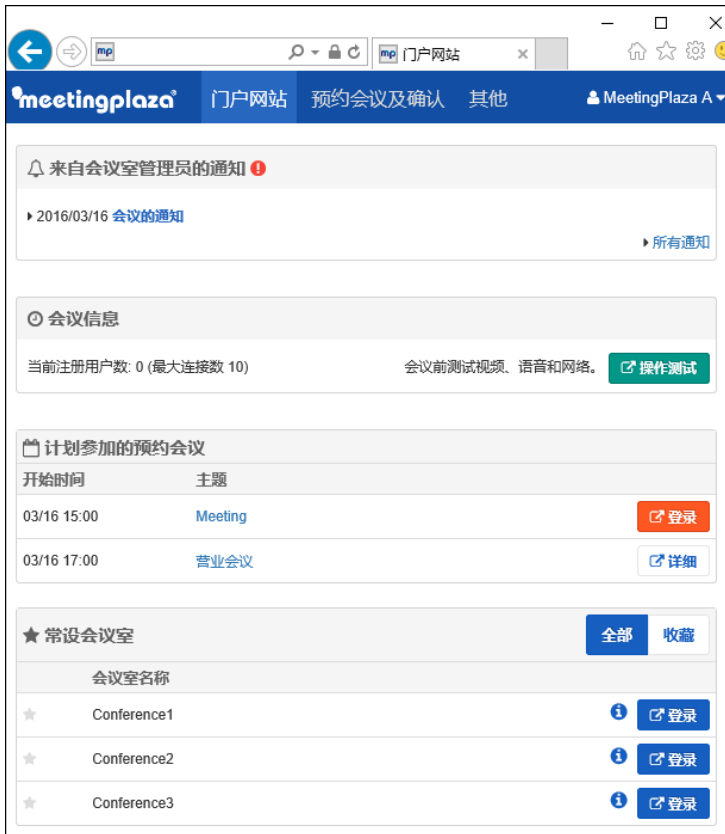 mp
mp 门户网站
meetingplaza 门户网站 预约会议及确认 其他 MeetingPlaza A
来自会议室管理员的通知
2016/03/16 会议的通知
所有通知
会议信息
当前注册用户数: 0 (最大连接数 10) 会议前测试视频、语音和网络。 操作测试
计划参加的预约会议
开始时间 主题
03/16 15:00 Meeting 登录
03/16 17:00 营业会议 详细
常设会议室 全部 收藏
会议室名称
Conference1 登录
Conference2 登录
Conference3 登录